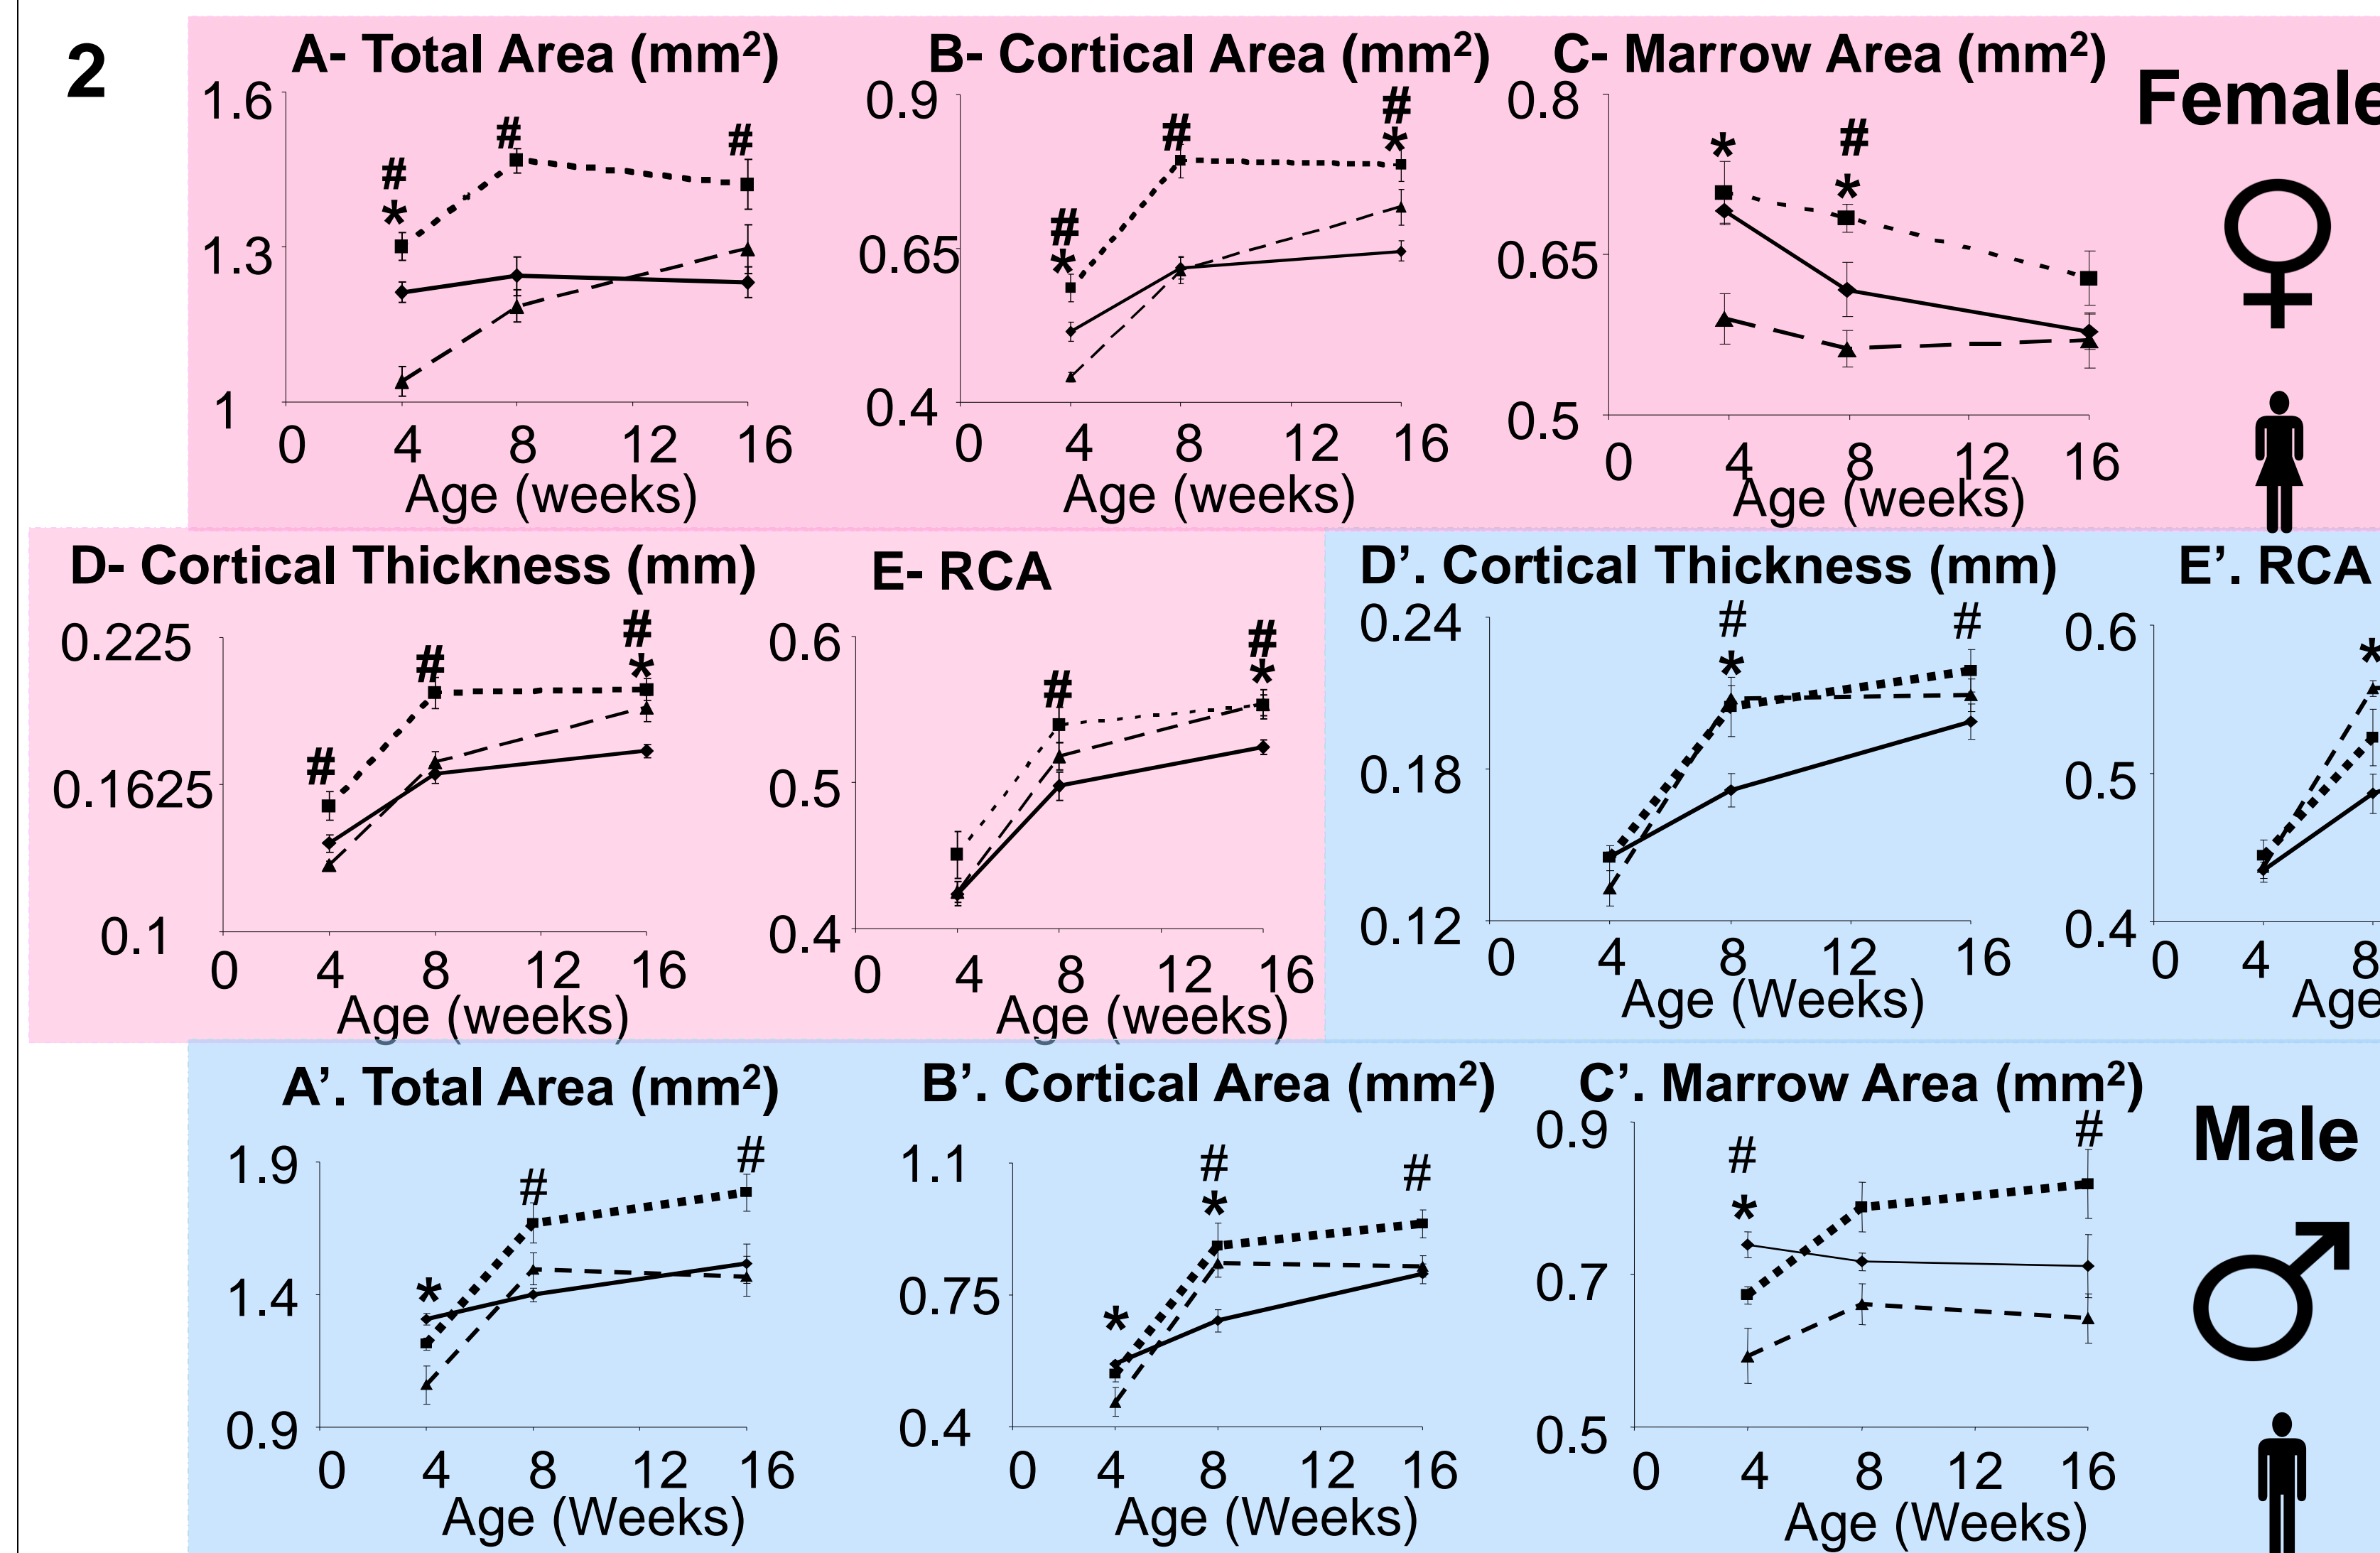 2
A- Total Area (mm²)
1.6
1.3
1
#
*
#
#
0 4 8 12 16
Age (weeks)
B- Cortical Area (mm²)
0.9
0.65
0.4
#
*
#
#
*
0 4 8 12 16
Age (weeks)
C- Marrow Area (mm²)
0.8
0.65
0.5
*
#
*
0 4 8 12 16
Age (weeks)
Female
♀
D- Cortical Thickness (mm)
0.225
0.1625
0.1
#
#
#
*
0 4 8 12 16
Age (weeks)
E- RCA
0.6
0.5
0.4
#
#
*
0 4 8 12 16
Age (weeks)
D’. Cortical Thickness (mm)
0.24
0.18
0.12
#
*
#
0 4 8 12 16
Age (Weeks)
E’. RCA
0.6
0.5
0.4
*
0 4 8
Age
A’. Total Area (mm²)
1.9
1.4
0.9
*
#
#
0 4 8 12 16
Age (Weeks)
B’. Cortical Area (mm²)
1.1
0.75
0.4
*
#
*
#
0 4 8 12 16
Age (Weeks)
C’. Marrow Area (mm²)
0.9
0.7
0.5
#
*
#
0 4 8 12 16
Age (Weeks)
Male
♂